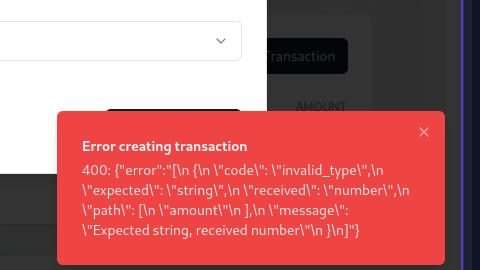 Transaction
AMOUNT
Error creating transaction
400: {"error":"[\n {\n \"code\": \"invalid_type\",\n
\"expected\": \"string\",\n \"received\": \"number\",\n
\"path\": [\n \"amount\"\n ],\n \"message\":
\"Expected string, received number\"\n }\n]"}